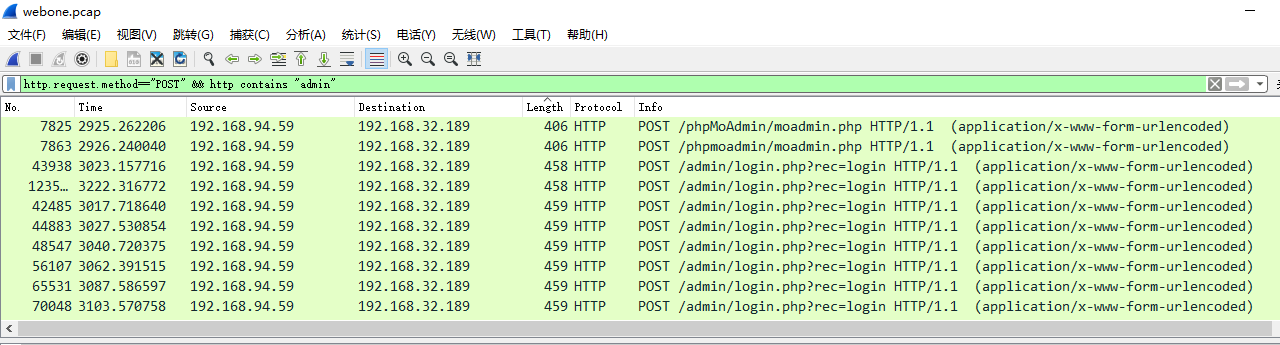 webone.pcap
文件(F) 编辑(E) 视图(V) 跳转(G) 捕获(C) 分析(A) 统计(S) 电话(Y) 无线(W) 工具(T) 帮助(H)
http.request.method=="POST" && http contains "admin"
No. Time Source Destination Length Protocol Info
7825 2925.262206 192.168.94.59 192.168.32.189 406 HTTP POST /phpMoAdmin/moadmin.php HTTP/1.1 (application/x-www-form-urlencoded)
7863 2926.240040 192.168.94.59 192.168.32.189 406 HTTP POST /phpmoadmin/moadmin.php HTTP/1.1 (application/x-www-form-urlencoded)
43938 3023.157716 192.168.94.59 192.168.32.189 458 HTTP POST /admin/login.php?rec=login HTTP/1.1 (application/x-www-form-urlencoded)
1235… 3222.316772 192.168.94.59 192.168.32.189 458 HTTP POST /admin/login.php?rec=login HTTP/1.1 (application/x-www-form-urlencoded)
42485 3017.718640 192.168.94.59 192.168.32.189 459 HTTP POST /admin/login.php?rec=login HTTP/1.1 (application/x-www-form-urlencoded)
44883 3027.530854 192.168.94.59 192.168.32.189 459 HTTP POST /admin/login.php?rec=login HTTP/1.1 (application/x-www-form-urlencoded)
48547 3040.720375 192.168.94.59 192.168.32.189 459 HTTP POST /admin/login.php?rec=login HTTP/1.1 (application/x-www-form-urlencoded)
56107 3062.391515 192.168.94.59 192.168.32.189 459 HTTP POST /admin/login.php?rec=login HTTP/1.1 (application/x-www-form-urlencoded)
65531 3087.586597 192.168.94.59 192.168.32.189 459 HTTP POST /admin/login.php?rec=login HTTP/1.1 (application/x-www-form-urlencoded)
70048 3103.570758 192.168.94.59 192.168.32.189 459 HTTP POST /admin/login.php?rec=login HTTP/1.1 (application/x-www-form-urlencoded)